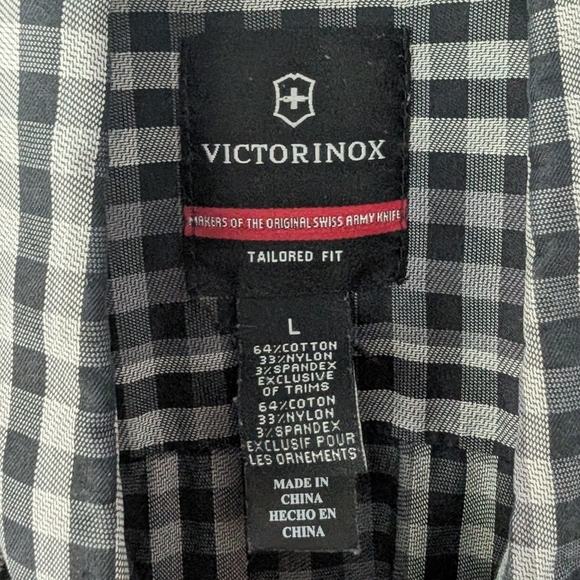 VICTORINOX
MAKERS OF THE ORIGINAL SWISS ARMY KNIFE
TAILORED FIT
L
64%COTTON
33%NYLON
3%SPANDEX
EXCLUSIVE
OF TRIMS
64%COTON
33%NYLON
3%SPANDEX
EXCLUSIF POUR
LES ORNEMENTS
MADE IN
CHINA
HECHO EN
CHINA